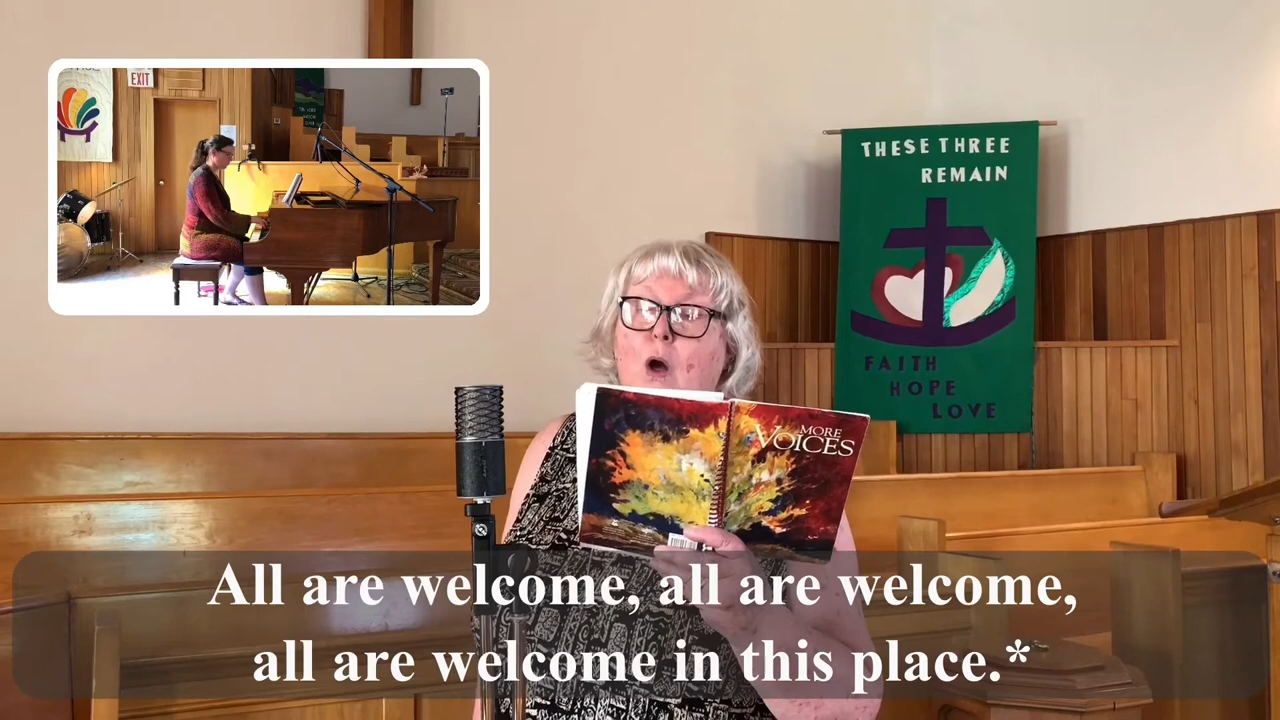 EXIT
THESE THREE
REMAIN
FAITH
HOPE
LOVE
MORE
VOICES
All are welcome, all are welcome,
all are welcome in this place.*